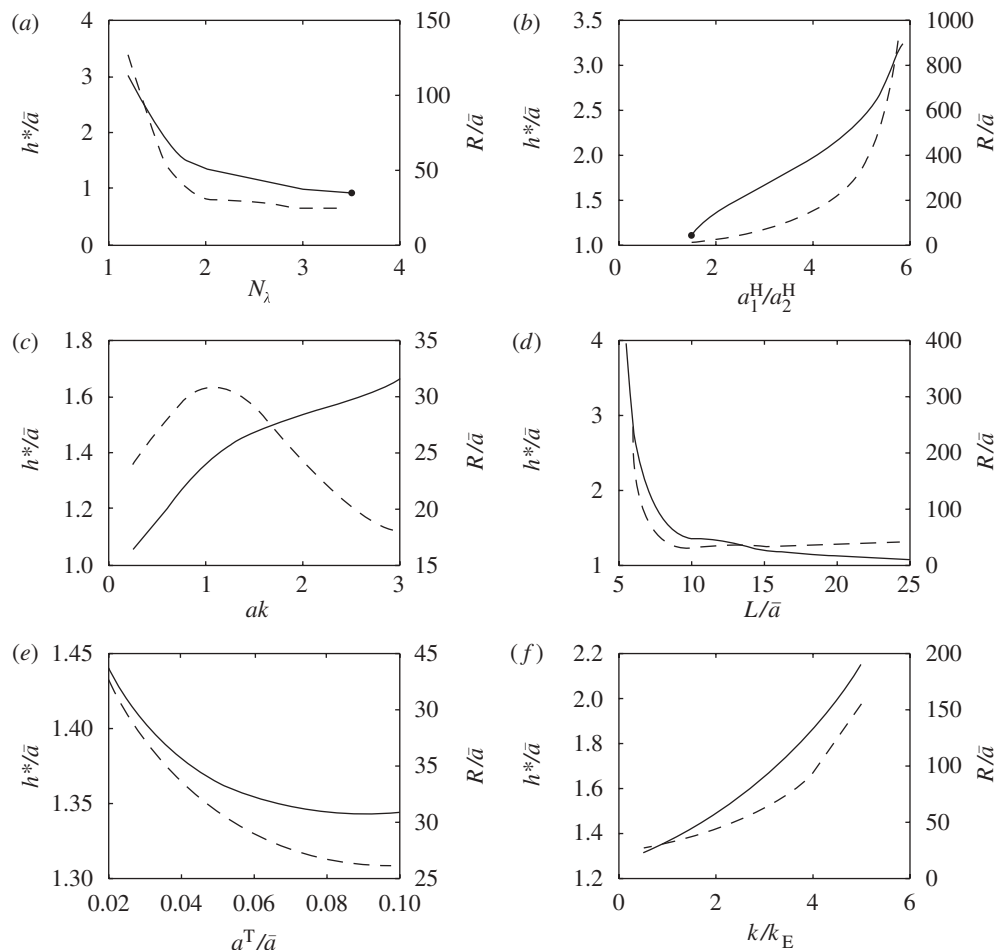 (a)
4
3
2
1
0
h*/ā
150
100
50
0
R/ā
1 2 3 4
N_λ
(b)
3.5
3.0
2.5
2.0
1.5
1.0
h*/ā
1000
800
600
400
200
0
R/ā
0 2 4 6
a₁ᴴ/a₂ᴴ
(c)
1.8
1.6
1.4
1.2
1.0
h*/ā
35
30
25
20
15
R/ā
0 1 2 3
ak
(d)
4
3
2
1
h*/ā
400
300
200
100
0
R/ā
5 10 15 20 25
L/ā
(e)
1.45
1.40
1.35
1.30
h*/ā
45
30
35
30
25
R/ā
0.02 0.04 0.06 0.08 0.10
aᵀ/ā
(f)
2.2
2.0
1.8
1.6
1.4
1.2
h*/ā
200
150
100
50
0
R/ā
0 2 4 6
k/k_E